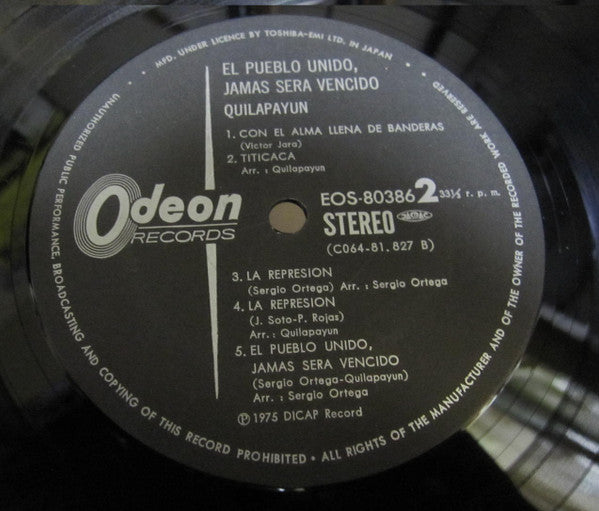 • MFD. UNDER LICENCE BY TOSHIBA-EMI LTD. IN JAPAN •
EL PUEBLO UNIDO,
JAMAS SERA VENCIDO
QUILAPAYUN
1. CON EL ALMA LLENA DE BANDERAS
(Victor Jara)
2. TITICACA
Arr. : Quilapayun
Odeon
RECORDS
EOS-80386 2 33⅓ r. p. m.
STEREO
(C064-81. 827 B)
3. LA REPRESION
(Sergio Ortega) Arr. : Sergio Ortega
4. LA REPRESION
(J. Soto-P. Rojas)
Arr. : Quilapayun
5. EL PUEBLO UNIDO,
JAMAS SERA VENCIDO
(Sergio Ortega-Quilapayun)
Arr. : Sergio Ortega
Ⓟ 1975 DICAP Record
UNAUTHORIZED PUBLIC PERFORMANCE, BROADCASTING AND COPYING OF THIS RECORD PROHIBITED • ALL RIGHTS OF THE MANUFACTURER AND OF THE OWNER OF THE RECORDED WORK ARE RESERVED